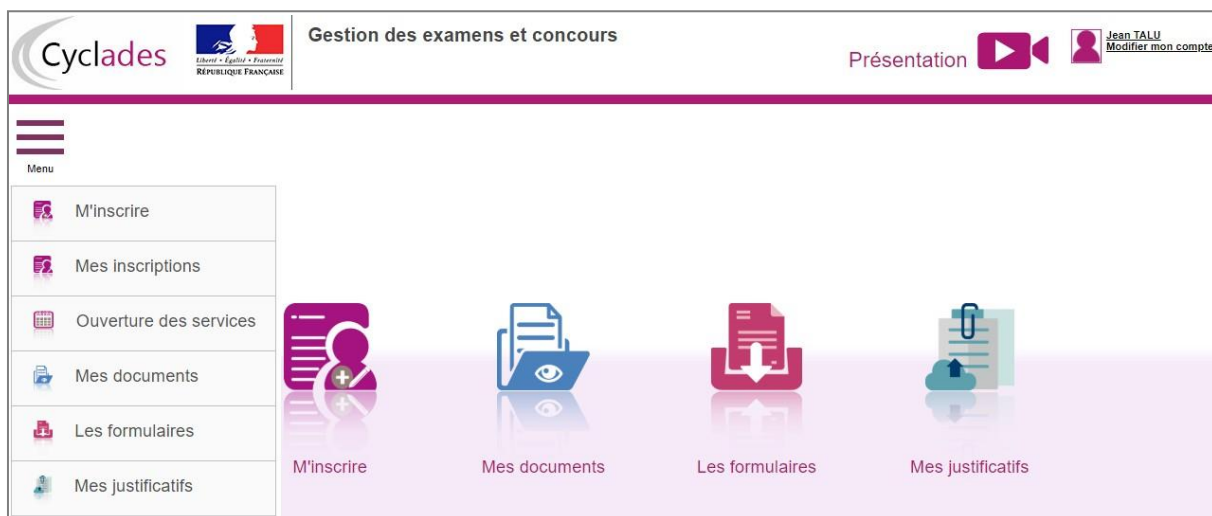 Cyclades
Liberté • Égalité • Fraternité
RÉPUBLIQUE FRANÇAISE
Gestion des examens et concours
Présentation
Jean TALU
Modifier mon compte
Menu
M'inscrire
Mes inscriptions
Ouverture des services
Mes documents
Les formulaires
Mes justificatifs
M'inscrire
Mes documents
Les formulaires
Mes justificatifs